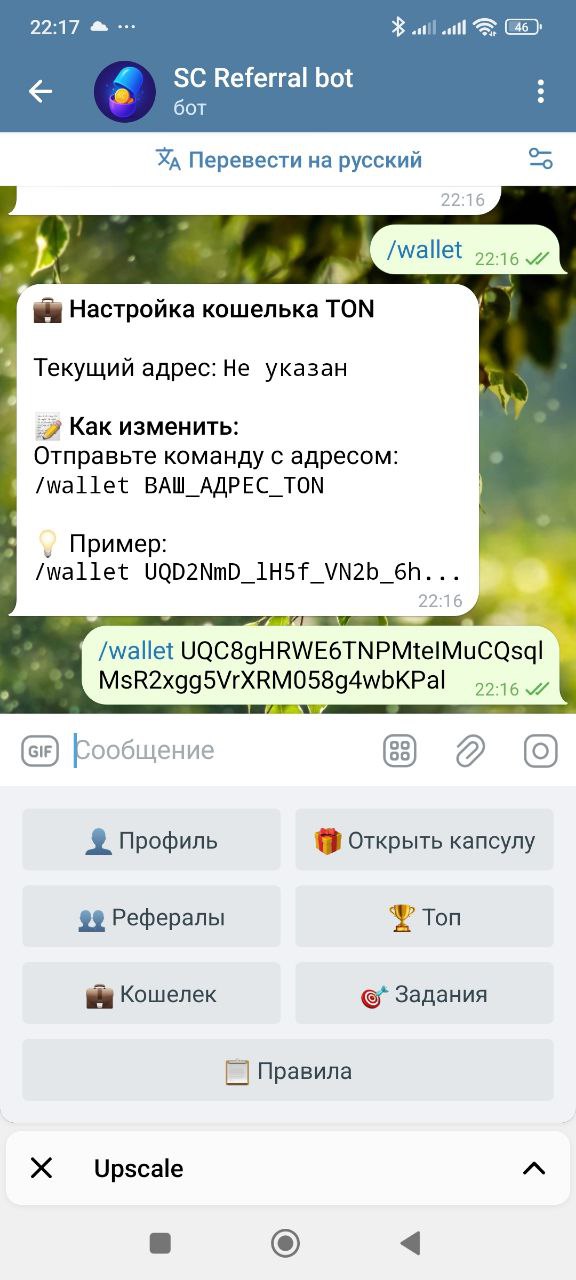 22:17
46
SC Referral bot
бот
Перевести на русский
22:16
/wallet 22:16
Настройка кошелька TON
Текущий адрес: Не указан
Как изменить:
Отправьте команду с адресом:
/wallet ВАШ_АДРЕС_TON
Пример:
/wallet UQD2NmD_lH5f_VN2b_6h...
22:16
/wallet UQC8gHRWE6TNPMteIMuCQsql
MsR2xgg5VrXRM058g4wbKPal 22:16
GIF Сообщение
Профиль
Открыть капсулу
Рефералы
Топ
Кошелек
Задания
Правила
Upscale